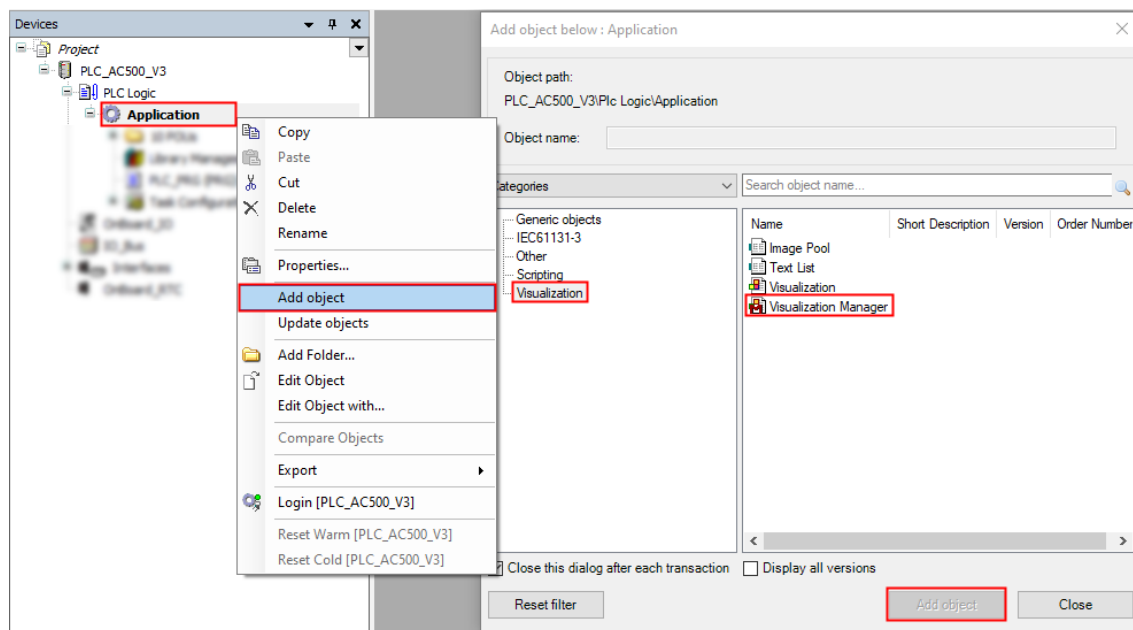 Devices
Project
PLC_AC500_V3
PLC Logic
Application
Copy
Paste
Cut
Delete
Rename
Properties...
Add object
Update objects
Add Folder...
Edit Object
Edit Object with...
Compare Objects
Export
Login [PLC_AC500_V3]
Reset Warm [PLC_AC500_V3]
Reset Cold [PLC_AC500_V3]
Add object below : Application
Object path:
PLC_AC500_V3\Plc Logic\Application
Object name:
Categories
Search object name...
Generic objects
IEC61131-3
Other
Scripting
Visualization
Name Short Description Version Order Number
Image Pool
Text List
Visualization
Visualization Manager
Close this dialog after each transaction Display all versions
Reset filter Add object Close